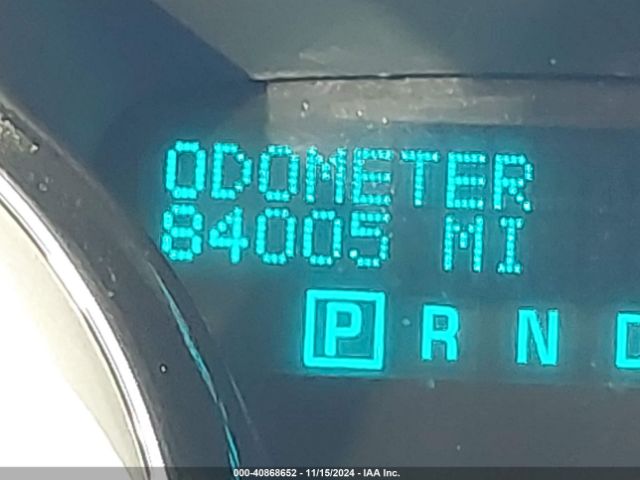 ODOMETER
84005 MI
P R N D
000-40868652 - 11/15/2024 - IAA Inc.